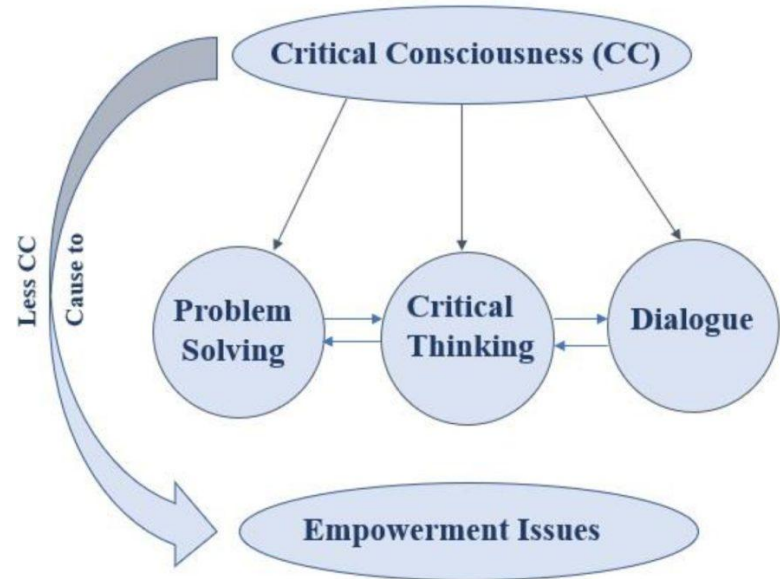 Critical Consciousness (CC)
Less CC
Cause to
Problem
Solving
Critical
Thinking
Dialogue
Empowerment Issues